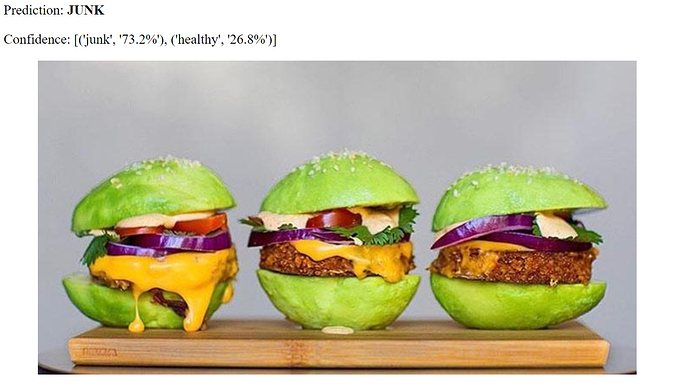 Prediction: JUNK
Confidence: [('junk', '73.2%'), ('healthy', '26.8%')]